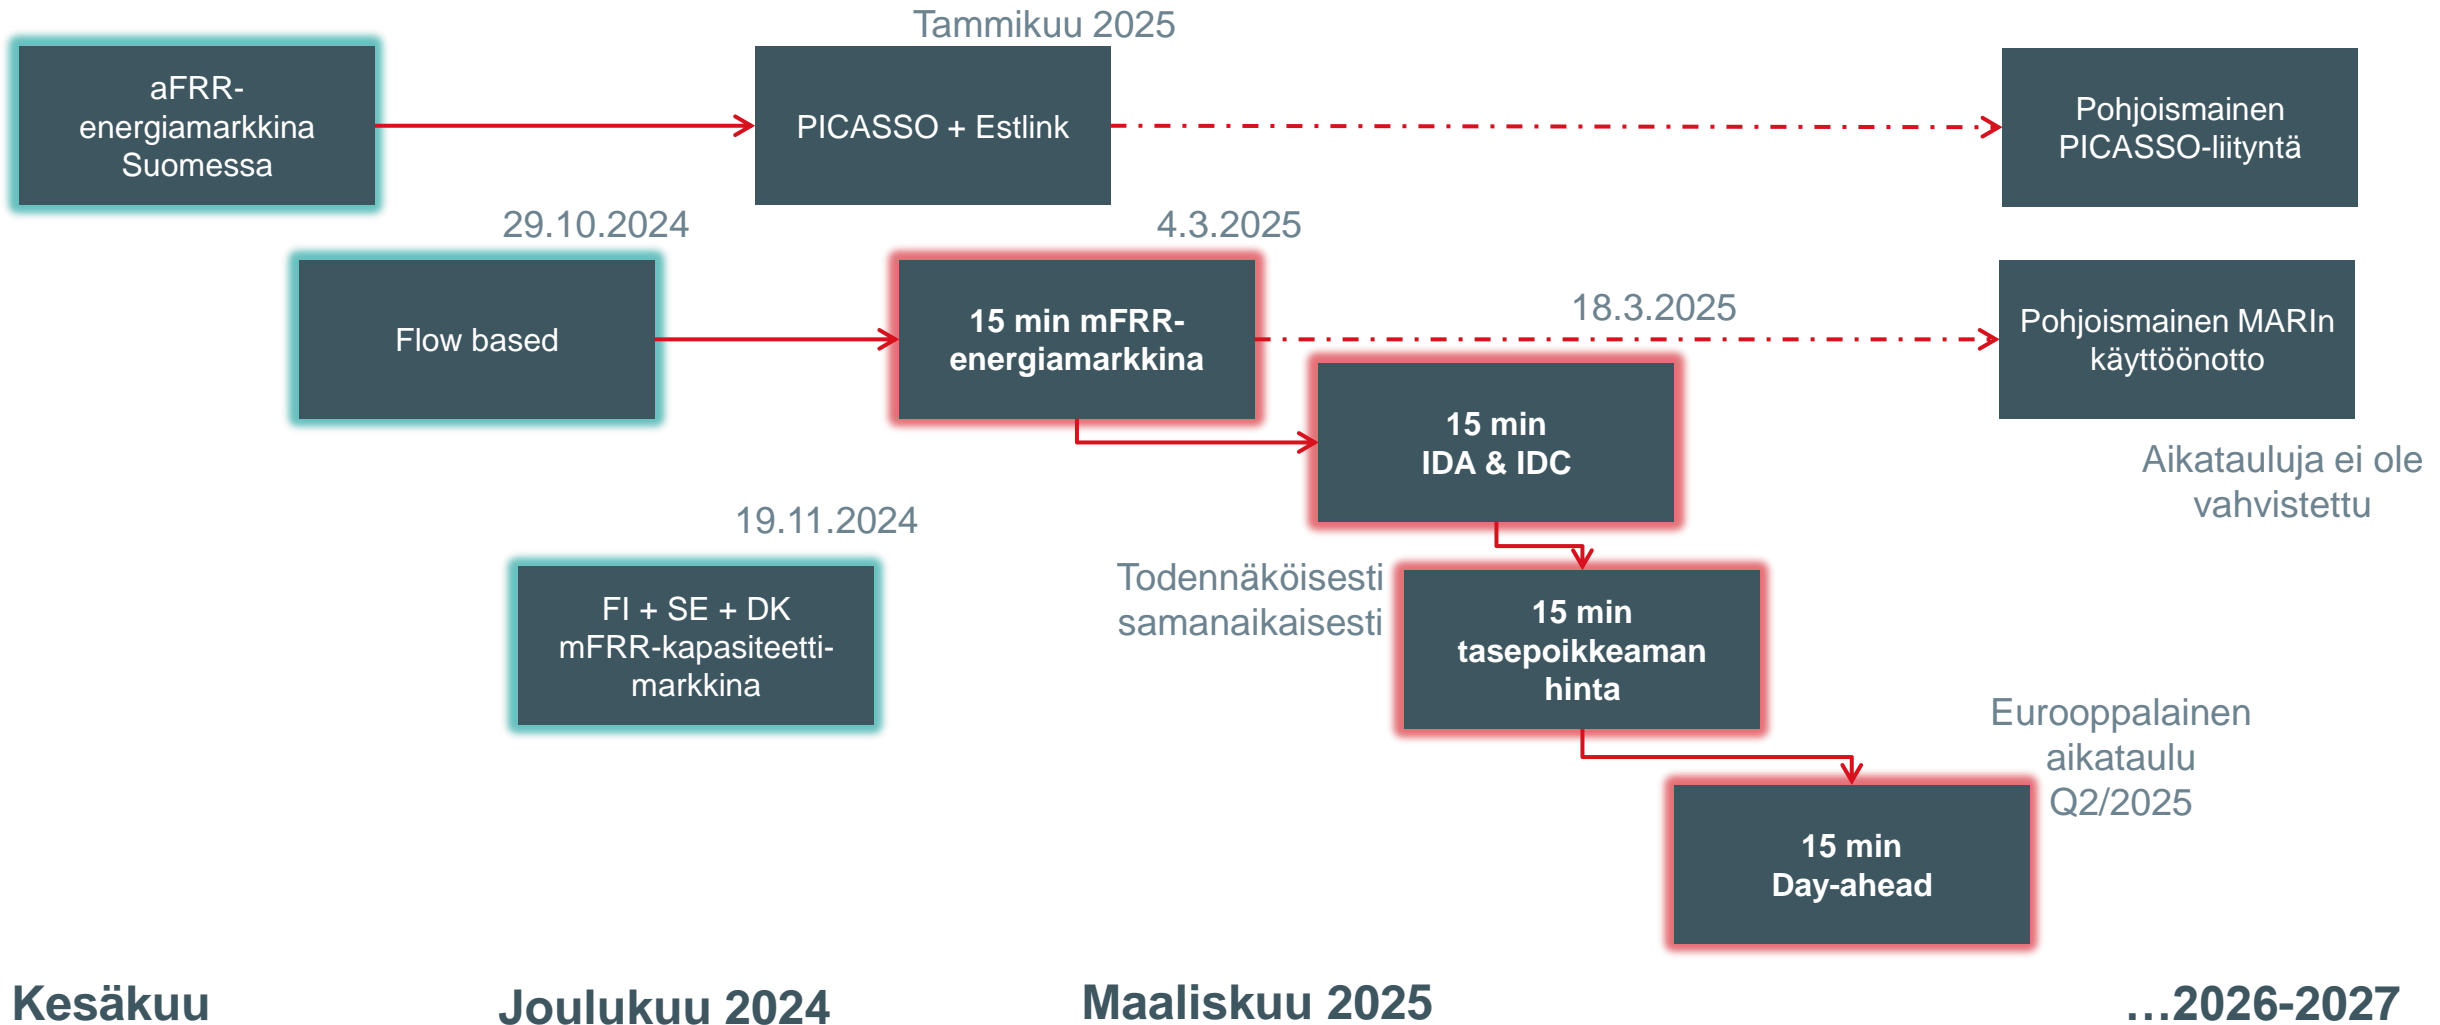 Tammikuu 2025
aFRR-
energiamarkkina
Suomessa
PICASSO + Estlink
Pohjoismainen
PICASSO-liityntä
29.10.2024
4.3.2025
Flow based
15 min mFRR-
energiamarkkina
18.3.2025
Pohjoismainen MARIn
käyttöönotto
15 min
IDA & IDC
Aikatauluja ei ole
vahvistettu
19.11.2024
FI + SE + DK
mFRR-kapasiteetti-
markkina
Todennäköisesti
samanaikaisesti
15 min
tasepoikkeaman
hinta
Eurooppalainen
aikataulu
Q2/2025
15 min
Day-ahead
Kesäkuu
Joulukuu 2024
Maaliskuu 2025
...2026-2027